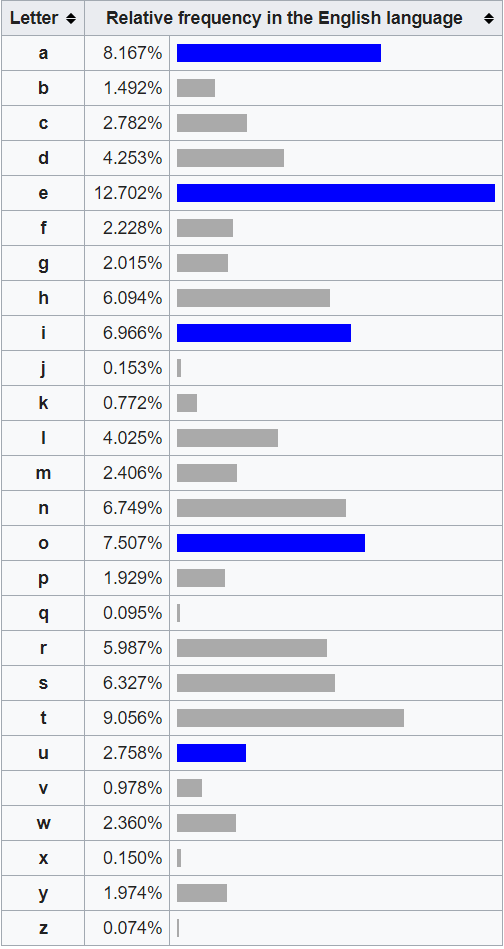 Letter Relative frequency in the English language
a 8.167%
b 1.492%
c 2.782%
d 4.253%
e 12.702%
f 2.228%
g 2.015%
h 6.094%
i 6.966%
j 0.153%
k 0.772%
l 4.025%
m 2.406%
n 6.749%
o 7.507%
p 1.929%
q 0.095%
r 5.987%
s 6.327%
t 9.056%
u 2.758%
v 0.978%
w 2.360%
x 0.150%
y 1.974%
z 0.074%